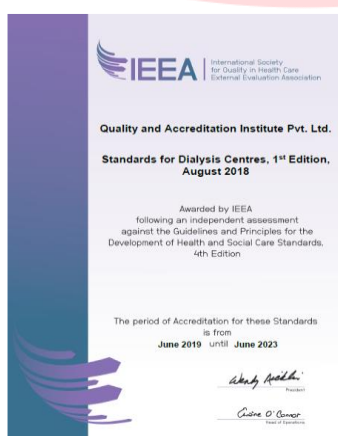 IEEA
International Society
for Quality in Health Care
External Evaluation Association
Quality and Accreditation Institute Pvt. Ltd.
Standards for Dialysis Centres, 1st Edition,
August 2018
Awarded by IEEA
following an independent assessment
against the Guidelines and Principles for the
Development of Health and Social Care Standards,
4th Edition
The period of Accreditation for these Standards
is from
June 2019 until June 2023
President
Head of Operations